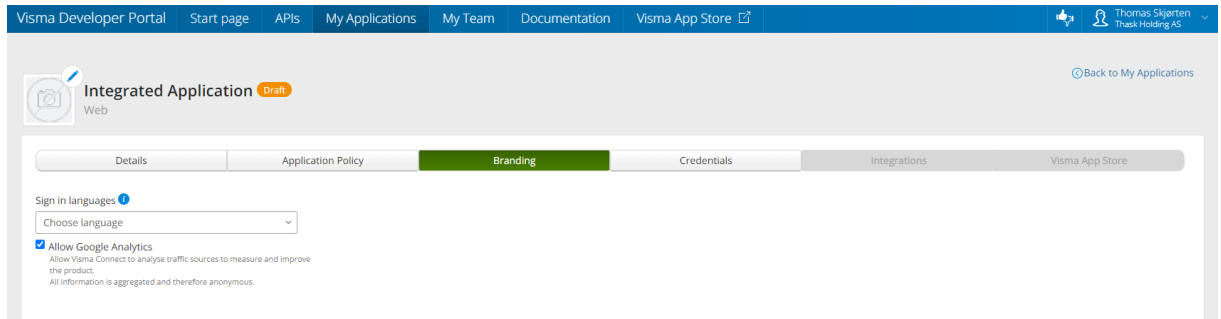 Visma Developer Portal Start page APIs My Applications My Team Documentation Visma App Store Thomas Skjørten
Thask Holding AS
Back to My Applications
Integrated Application Draft
Web
Details Application Policy Branding Credentials Integrations Visma App Store
Sign in languages
Choose language
Allow Google Analytics
Allow Visma Connect to analyse traffic sources to measure and improve
the product.
All information is aggregated and therefore anonymous.